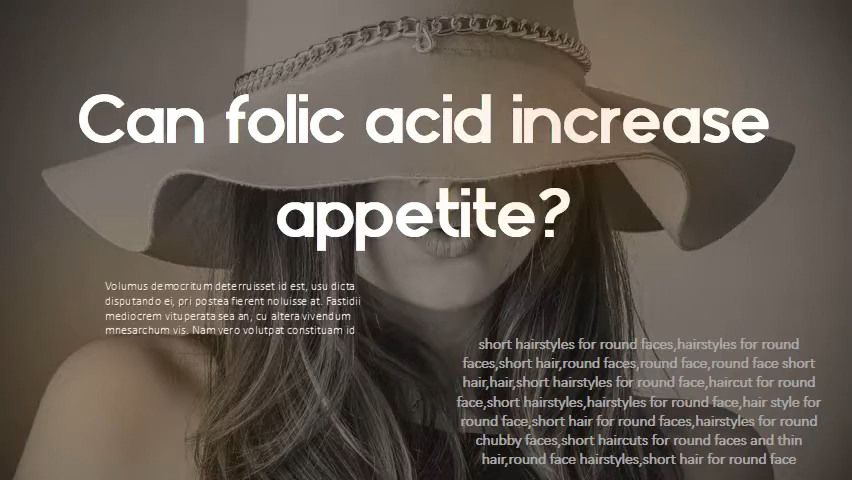 Can folic acid increase
appetite?
Volumus democritum deterruisset id est, usu dicta
disputando ei, pri postea fierent noluisse at. Fastidii
mediocrem vituperata sea an, cu altera vivendum
mnesarchum vis. Nam vero volutpat constituam id
short hairstyles for round faces,hairstyles for round
faces,short hair,round faces,round face,round face short
hair,hair,short hairstyles for round face,haircut for round
face,short hairstyles,hairstyles for round face,hair style for
round face,short hair for round faces,hairstyles for round
chubby faces,short haircuts for round faces and thin
hair,round face hairstyles,short hair for round face